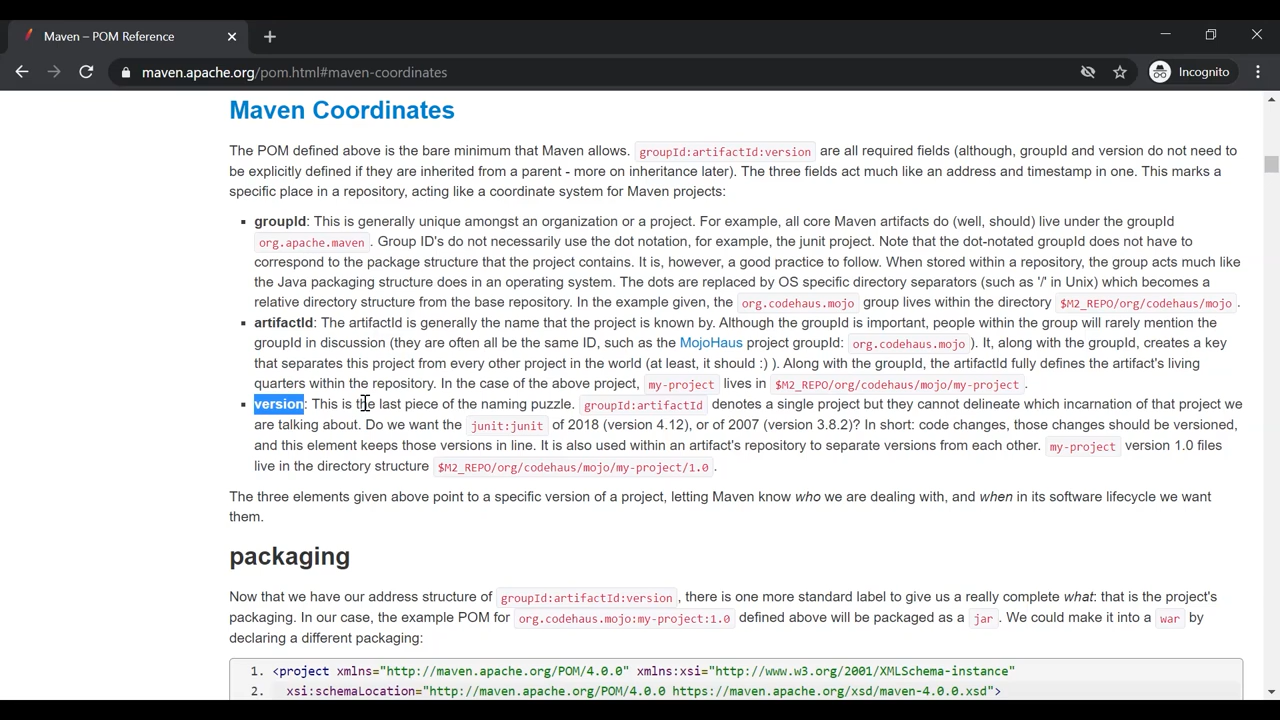 Maven – POM Reference
maven.apache.org/pom.html#maven-coordinates
Incognito
Maven Coordinates
The POM defined above is the bare minimum that Maven allows. groupId:artifactId:version are all required fields (although, groupId and version do not need to
be explicitly defined if they are inherited from a parent - more on inheritance later). The three fields act much like an address and timestamp in one. This marks a
specific place in a repository, acting like a coordinate system for Maven projects:
▪ groupId: This is generally unique amongst an organization or a project. For example, all core Maven artifacts do (well, should) live under the groupId
org.apache.maven . Group ID's do not necessarily use the dot notation, for example, the junit project. Note that the dot-notated groupId does not have to
correspond to the package structure that the project contains. It is, however, a good practice to follow. When stored within a repository, the group acts much like
the Java packaging structure does in an operating system. The dots are replaced by OS specific directory separators (such as '/' in Unix) which becomes a
relative directory structure from the base repository. In the example given, the org.codehaus.mojo group lives within the directory $M2_REPO/org/codehaus/mojo .
▪ artifactId: The artifactId is generally the name that the project is known by. Although the groupId is important, people within the group will rarely mention the
groupId in discussion (they are often all be the same ID, such as the MojoHaus project groupId: org.codehaus.mojo ). It, along with the groupId, creates a key
that separates this project from every other project in the world (at least, it should :) ). Along with the groupId, the artifactId fully defines the artifact's living
quarters within the repository. In the case of the above project, my-project lives in $M2_REPO/org/codehaus/mojo/my-project .
▪ version: This is the last piece of the naming puzzle. groupId:artifactId denotes a single project but they cannot delineate which incarnation of that project we
are talking about. Do we want the junit:junit of 2018 (version 4.12), or of 2007 (version 3.8.2)? In short: code changes, those changes should be versioned,
and this element keeps those versions in line. It is also used within an artifact's repository to separate versions from each other. my-project version 1.0 files
live in the directory structure $M2_REPO/org/codehaus/mojo/my-project/1.0 .
The three elements given above point to a specific version of a project, letting Maven know who we are dealing with, and when in its software lifecycle we want
them.
packaging
Now that we have our address structure of groupId:artifactId:version , there is one more standard label to give us a really complete what: that is the project's
packaging. In our case, the example POM for org.codehaus.mojo:my-project:1.0 defined above will be packaged as a jar . We could make it into a war by
declaring a different packaging:
1. <project xmlns="http://maven.apache.org/POM/4.0.0" xmlns:xsi="http://www.w3.org/2001/XMLSchema-instance"
2. xsi:schemaLocation="http://maven.apache.org/POM/4.0.0 https://maven.apache.org/xsd/maven-4.0.0.xsd">